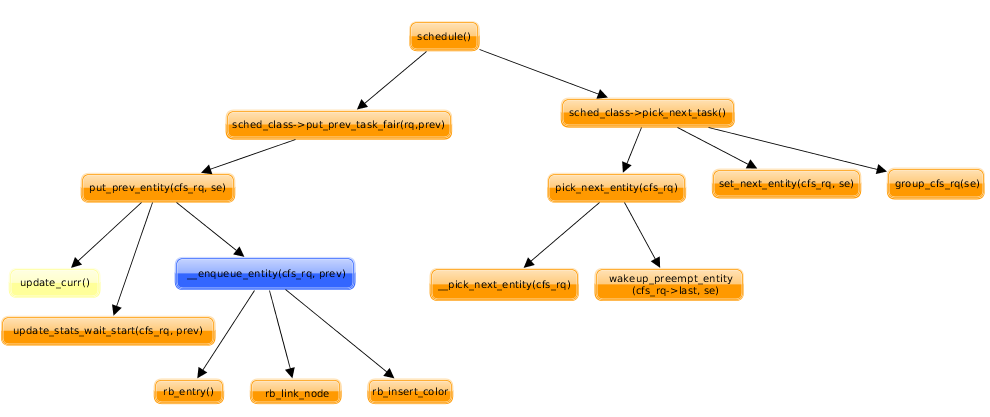 schedule()
sched_class->put_prev_task_fair(rq,prev)
sched_class->pick_next_task()
put_prev_entity(cfs_rq, se)
pick_next_entity(cfs_rq)
set_next_entity(cfs_rq, se)
group_cfs_rq(se)
update_curr()
__enqueue_entity(cfs_rq, prev)
__pick_next_entity(cfs_rq)
wakeup_preempt_entity
(cfs_rq->last, se)
update_stats_wait_start(cfs_rq, prev)
rb_entry()
rb_link_node
rb_insert_color